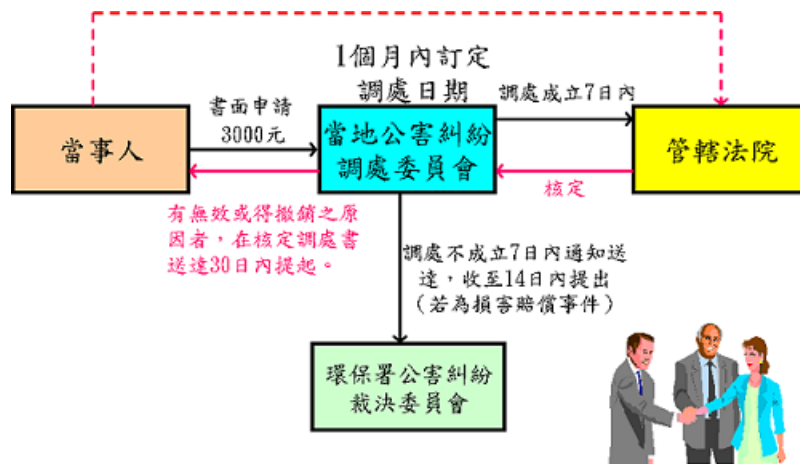 1個月內訂定
調處日期
書面申請
3000元
調處成立7日內
當事人
當地公害糾紛
調處委員會
管轄法院
核定
有無效或得撤銷之原
因者，在核定調處書
送達30日內提起。
調處不成立7日內通知送
達，收至14日內提出
（若為損害賠償事件）
環保署公害糾紛
裁決委員會